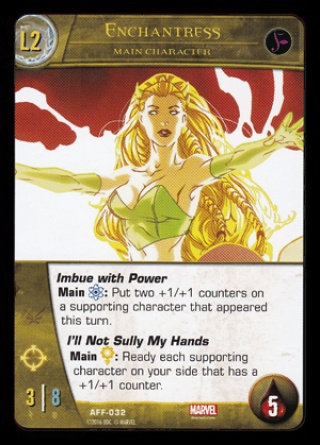 L2
ENCHANTRESS
MAIN CHARACTER
Imbue with Power
Main : Put two +1/+1 counters on
a supporting character that appeared
this turn.
I'll Not Sully My Hands
Main : Ready each supporting
character on your side that has a
+1/+1 counter.
3 | 8
AFF-032
MARVEL
5